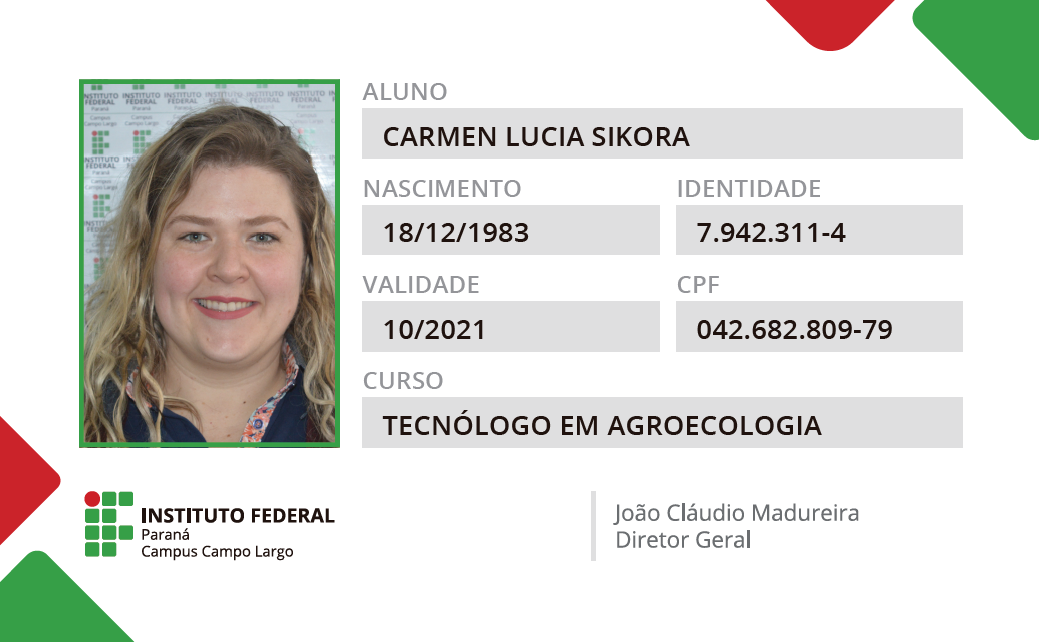 ALUNO
CARMEN LUCIA SIKORA
NASCIMENTO
IDENTIDADE
18/12/1983
7.942.311-4
VALIDADE
CPF
10/2021
042.682.809-79
CURSO
TECNÓLOGO EM AGROECOLOGIA
INSTITUTO FEDERAL
Paraná
Campus Campo Largo
João Cláudio Madureira
Diretor Geral